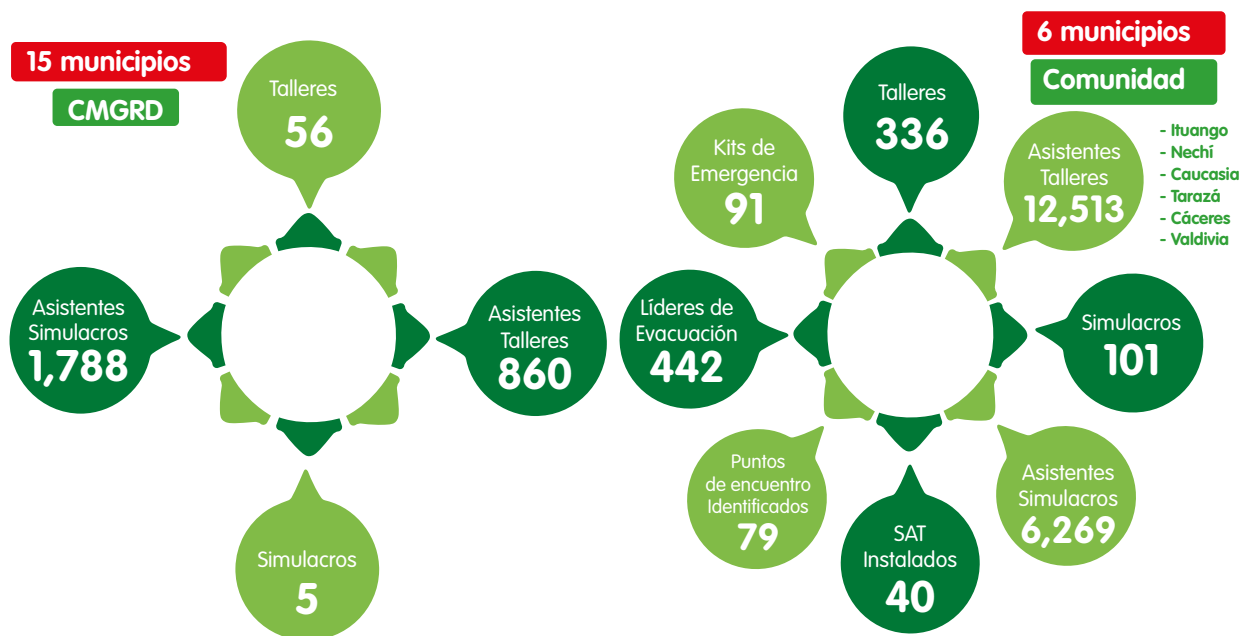 15 municipios
CMGRD
Talleres
56
Asistentes
Simulacros
1,788
Asistentes
Talleres
860
Simulacros
5
6 municipios
Comunidad
- Ituango
- Nechí
- Caucasia
- Tarazá
- Cáceres
- Valdivia
Talleres
336
Kits de
Emergencia
91
Asistentes
Talleres
12,513
Líderes de
Evacuación
442
Simulacros
101
Puntos
de encuentro
Identificados
79
SAT
Instalados
40
Asistentes
Simulacros
6,269